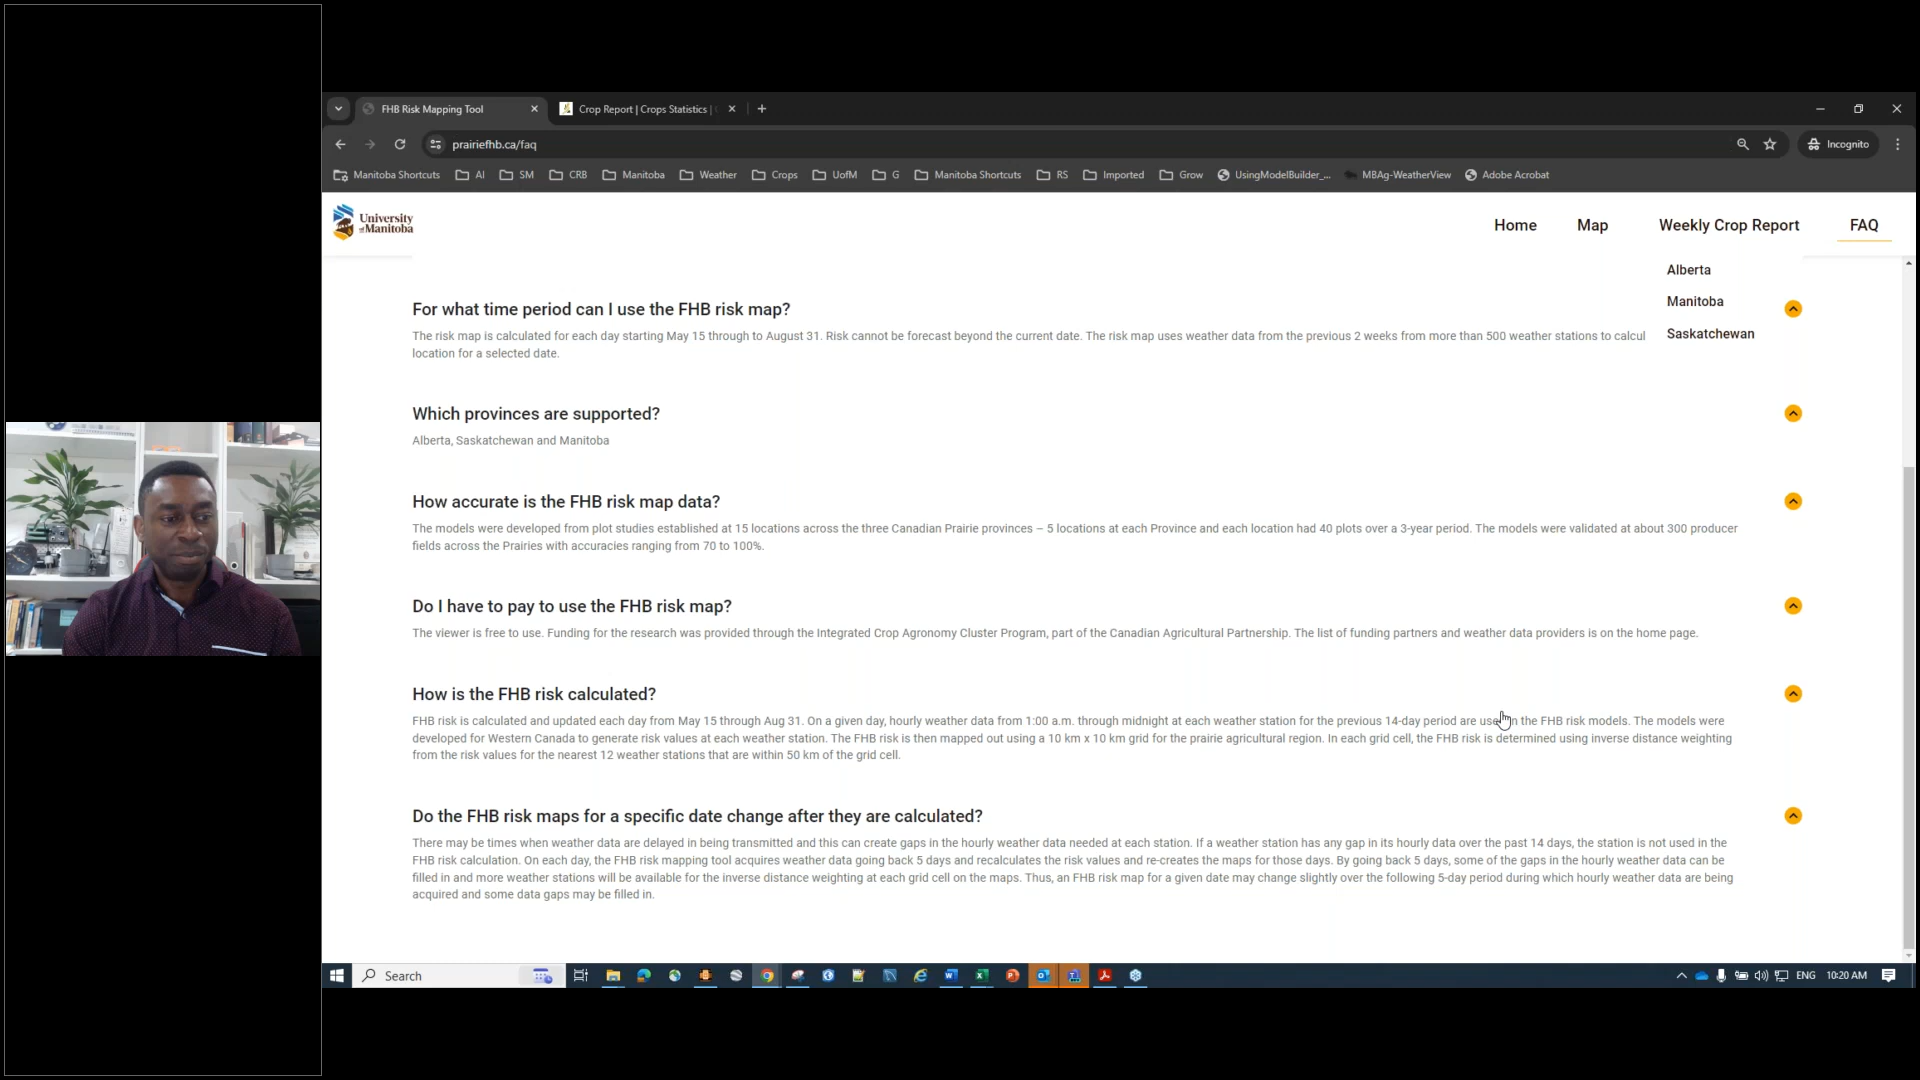 FHB Risk Mapping Tool
Crop Report | Crops Statistics |
prairiefhb.ca/faq
Incognito
Manitoba Shortcuts AI SM CRB Manitoba Weather Crops UofM G Manitoba Shortcuts RS Imported Grow UsingModelBuilder_... MBAg-WeatherView Adobe Acrobat
University
of Manitoba
Home Map Weekly Crop Report FAQ
Alberta
Manitoba
Saskatchewan
For what time period can I use the FHB risk map?
The risk map is calculated for each day starting May 15 through to August 31. Risk cannot be forecast beyond the current date. The risk map uses weather data from the previous 2 weeks from more than 500 weather stations to calcul
location for a selected date.
Which provinces are supported?
Alberta, Saskatchewan and Manitoba
How accurate is the FHB risk map data?
The models were developed from plot studies established at 15 locations across the three Canadian Prairie provinces – 5 locations at each Province and each location had 40 plots over a 3-year period. The models were validated at about 300 producer
fields across the Prairies with accuracies ranging from 70 to 100%.
Do I have to pay to use the FHB risk map?
The viewer is free to use. Funding for the research was provided through the Integrated Crop Agronomy Cluster Program, part of the Canadian Agricultural Partnership. The list of funding partners and weather data providers is on the home page.
How is the FHB risk calculated?
FHB risk is calculated and updated each day from May 15 through Aug 31. On a given day, hourly weather data from 1:00 a.m. through midnight at each weather station for the previous 14-day period are used in the FHB risk models. The models were
developed for Western Canada to generate risk values at each weather station. The FHB risk is then mapped out using a 10 km x 10 km grid for the prairie agricultural region. In each grid cell, the FHB risk is determined using inverse distance weighting
from the risk values for the nearest 12 weather stations that are within 50 km of the grid cell.
Do the FHB risk maps for a specific date change after they are calculated?
There may be times when weather data are delayed in being transmitted and this can create gaps in the hourly weather data needed at each station. If a weather station has any gap in its hourly data over the past 14 days, the station is not used in the
FHB risk calculation. On each day, the FHB risk mapping tool acquires weather data going back 5 days and recalculates the risk values and re-creates the maps for those days. By going back 5 days, some of the gaps in the hourly weather data can be
filled in and more weather stations will be available for the inverse distance weighting at each grid cell on the maps. Thus, an FHB risk map for a given date may change slightly over the following 5-day period during which hourly weather data are being
acquired and some data gaps may be filled in.
Search
ENG 10:20 AM